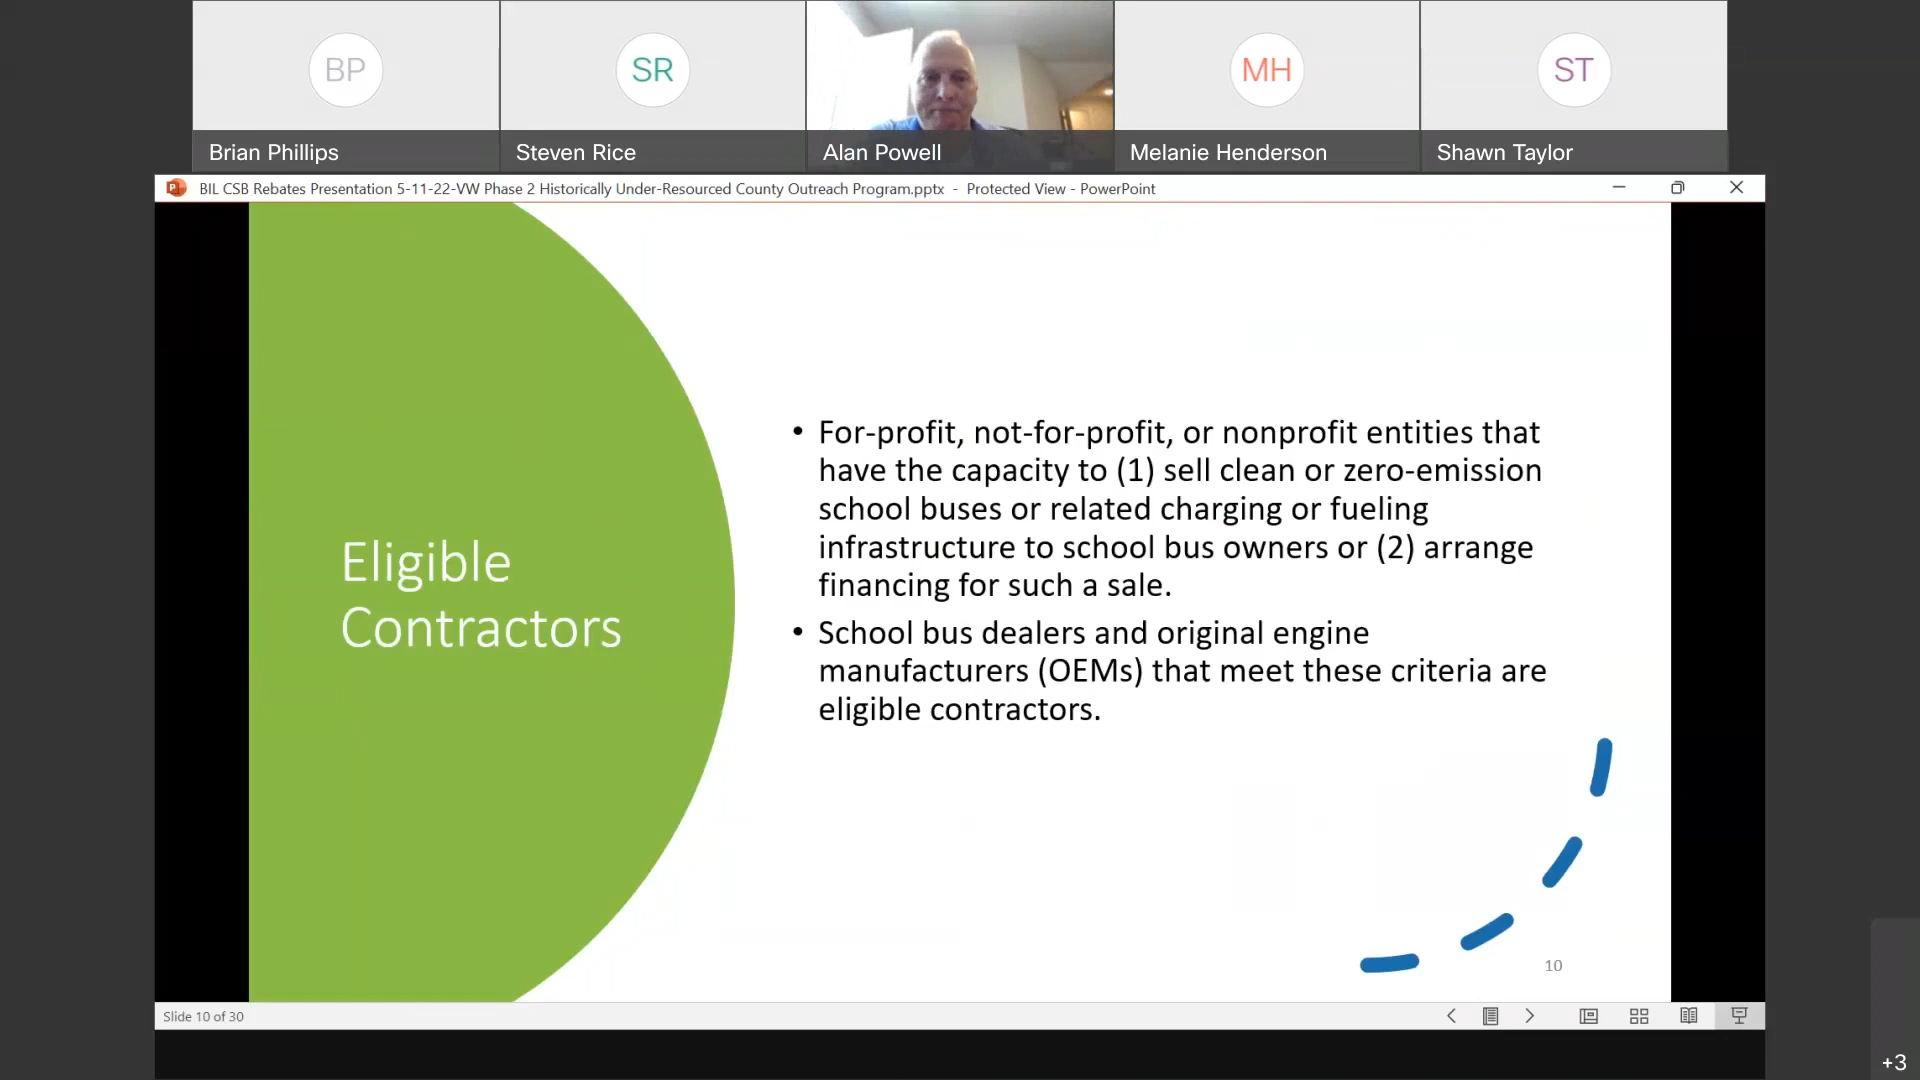 BP
SR
MH
ST
Brian Phillips
Steven Rice
Alan Powell
Melanie Henderson
Shawn Taylor
BIL CSB Rebates Presentation 5-11-22-VW Phase 2 Historically Under-Resourced County Outreach Program.pptx - Protected View - PowerPoint
Eligible
Contractors
• For-profit, not-for-profit, or nonprofit entities that
have the capacity to (1) sell clean or zero-emission
school buses or related charging or fueling
infrastructure to school bus owners or (2) arrange
financing for such a sale.
• School bus dealers and original engine
manufacturers (OEMs) that meet these criteria are
eligible contractors.
10
Slide 10 of 30
+3